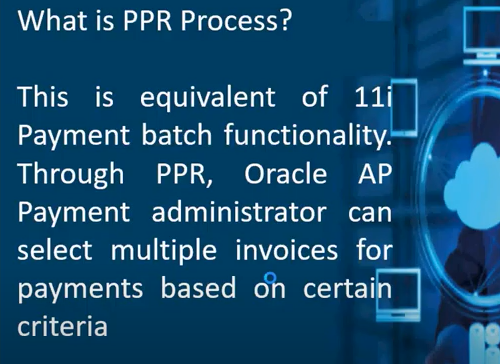 What is PPR Process?
This is equivalent of 11i
Payment batch functionality.
Through PPR, Oracle AP
Payment administrator can
select multiple invoices for
payments based on certain
criteria